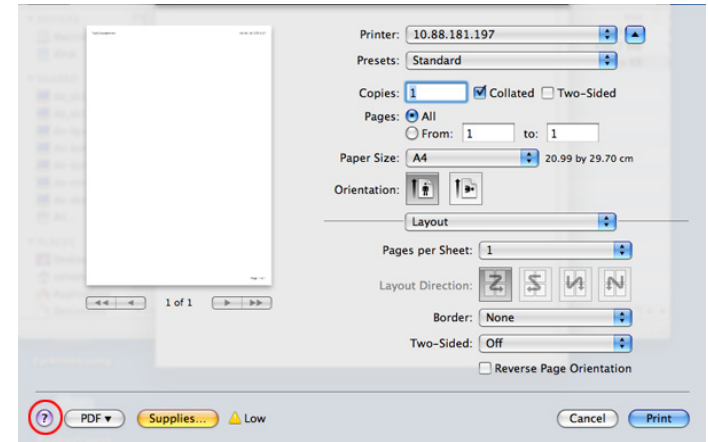 Printer: 10.88.181.197
Presets: Standard
Copies: 1 Collated Two-Sided
Pages: All
From: 1 to: 1
Paper Size: A4 20.99 by 29.70 cm
Orientation:
Layout
Pages per Sheet: 1
Layout Direction:
Border: None
Two-Sided: Off
Reverse Page Orientation
1 of 1
? PDF Supplies... Low Cancel Print